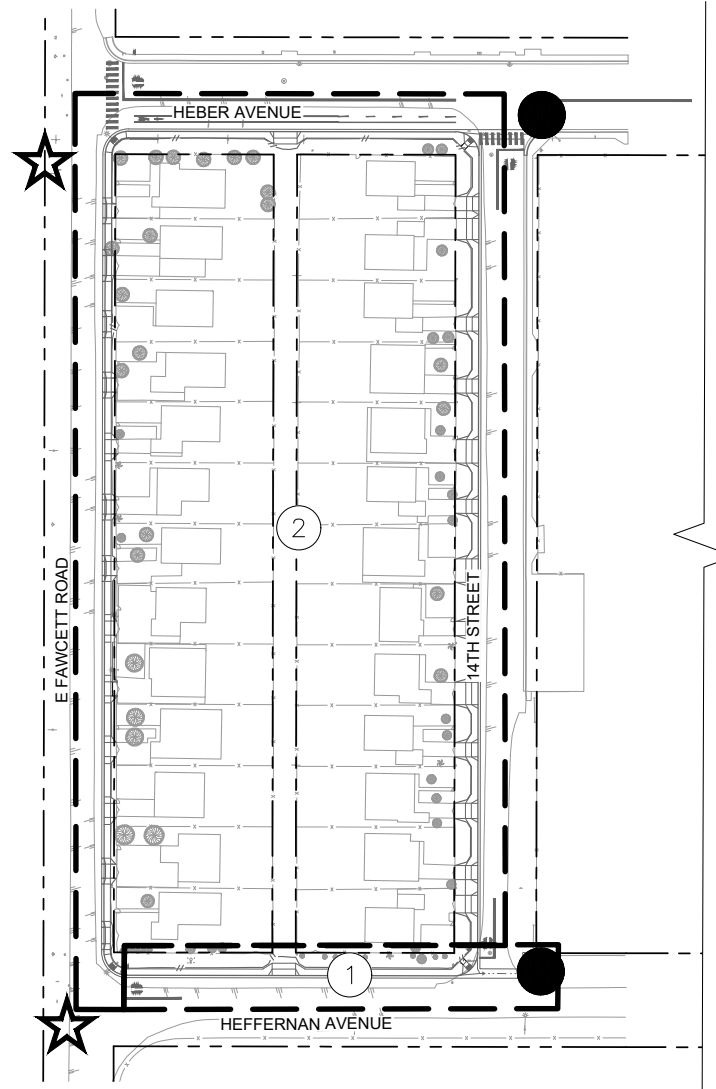 HEBER AVENUE
2
E FAWCETT ROAD
14TH STREET
1
HEFFERNAN AVENUE